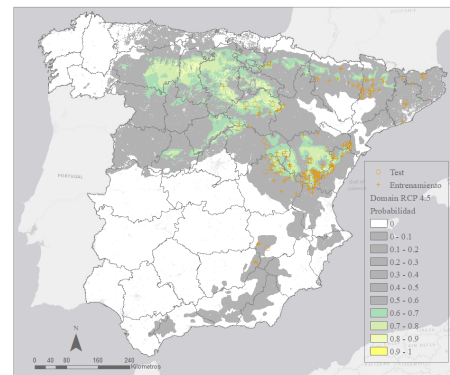 PORTUGAL
Test
Entrenamiento
Domain RCP 4.5
Probabilidad
0
0 - 0.1
0.1 - 0.2
0.2 - 0.3
0.3 - 0.4
0.4 - 0.5
0.5 - 0.6
0.6 - 0.7
0.7 - 0.8
0.8 - 0.9
0.9 - 1
N
0 40 80 160 240
Kilometros